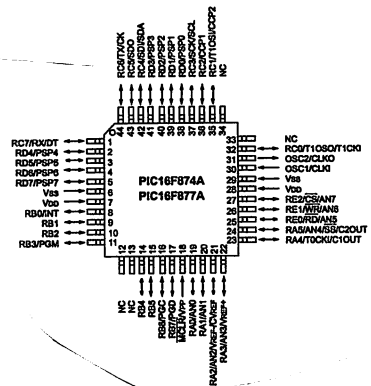 RC6/TX/CK
RC5/SDO
RC4/SDI/SDA
RD3/PSP3
RD2/PSP2
RD1/PSP1
RD0/PSP0
RC3/SCK/SCL
RC2/CCP1
RC1/T1OSI/CCP2
NC
44
43
42
41
40
39
38
37
36
35
34
RC7/RX/DT 1
RD4/PSP4 2
RD5/PSP5 3
RD6/PSP6 4
RD7/PSP7 5
VSS 6
VDD 7
RB0/INT 8
RB1 9
RB2 10
RB3/PGM 11
PIC16F874A
PIC16F877A
33 NC
32 RC0/T1OSO/T1CKI
31 OSC2/CLKO
30 OSC1/CLKI
29 VSS
28 VDD
27 RE2/CS/AN7
26 RE1/WR/AN6
25 RE0/RD/AN5
24 RA5/AN4/SS/C2OUT
23 RA4/T0CKI/C1OUT
12
13
14
15
16
17
18
19
20
21
22
NC
NC
RB4
RB5
RB6/PGC
RB7/PGD
MCLR/VPP
RA0/AN0
RA1/AN1
RA2/AN2/VREF-/CVREF
RA3/AN3/VREF+